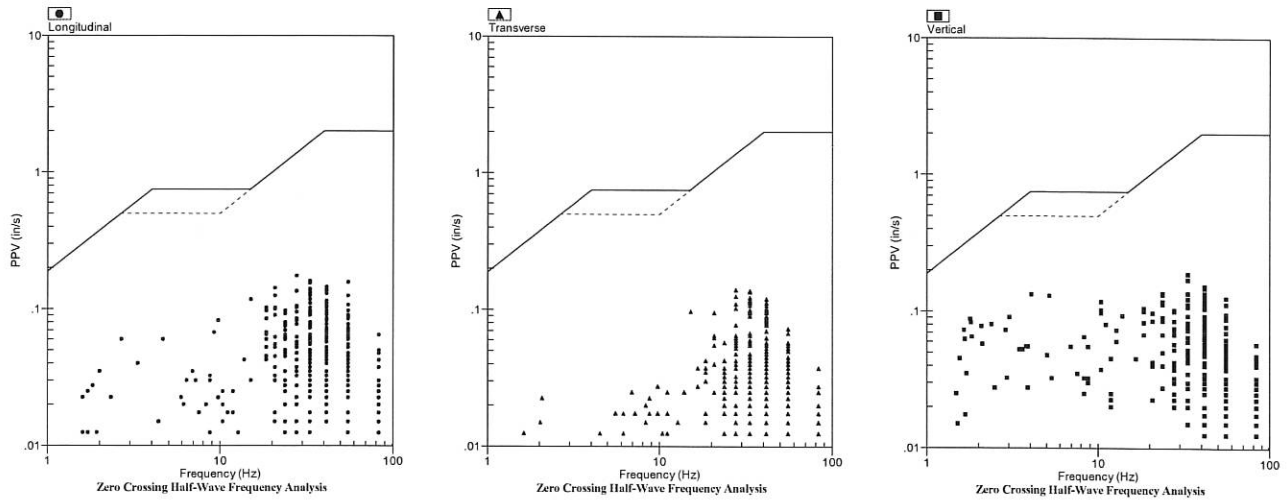 Longitudinal
10
1
.1
.01
PPV (in/s)
1
10
100
Frequency (Hz)
Zero Crossing Half-Wave Frequency Analysis
Transverse
10
1
.1
.01
PPV (in/s)
1
10
100
Frequency (Hz)
Zero Crossing Half-Wave Frequency Analysis
Vertical
10
1
.1
.01
PPV (in/s)
1
10
100
Frequency (Hz)
Zero Crossing Half-Wave Frequency Analysis